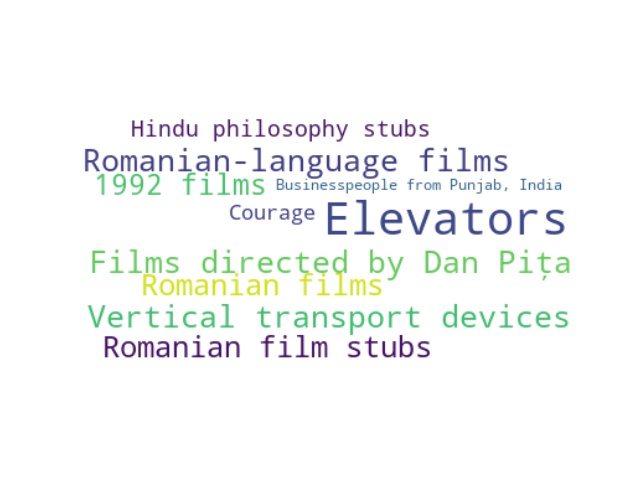 Hindu philosophy stubs
Romanian-language films
1992 films
Businesspeople from Punjab, India
Courage
Elevators
Films directed by Dan Pița
Romanian films
Vertical transport devices
Romanian film stubs